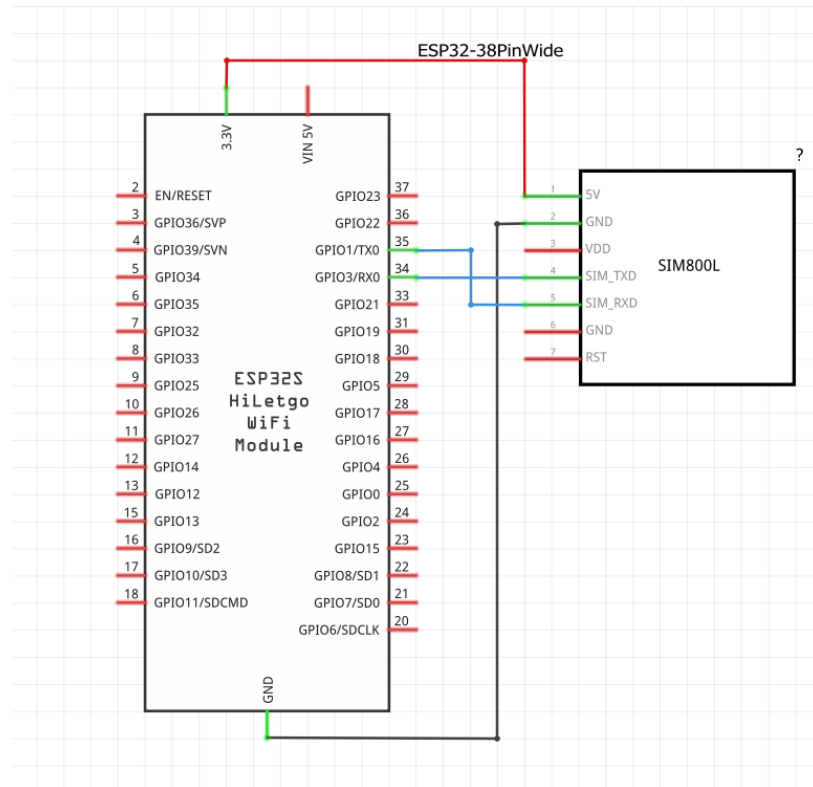 ESP32-38PinWide
3.3V
VIN 5V
?
2 EN/RESET
3 GPIO36/SVP
4 GPIO39/SVN
5 GPIO34
6 GPIO35
7 GPIO32
8 GPIO33
9 GPIO25
10 GPIO26
11 GPIO27
12 GPIO14
13 GPIO12
15 GPIO13
16 GPIO9/SD2
17 GPIO10/SD3
18 GPIO11/SDCMD
ESP32S
HiLetgo
WiFi
Module
GPIO23 37
GPIO22 36
GPIO1/TX0 35
GPIO3/RX0 34
GPIO21 33
GPIO19 31
GPIO18 30
GPIO5 29
GPIO17 28
GPIO16 27
GPIO4 26
GPIO0 25
GPIO2 24
GPIO15 23
GPIO8/SD1 22
GPIO7/SD0 21
GPIO6/SDCLK 20
GND
1 5V
2 GND
3 VDD
4 SIM_TXD
5 SIM_RXD
6 GND
7 RST
SIM800L